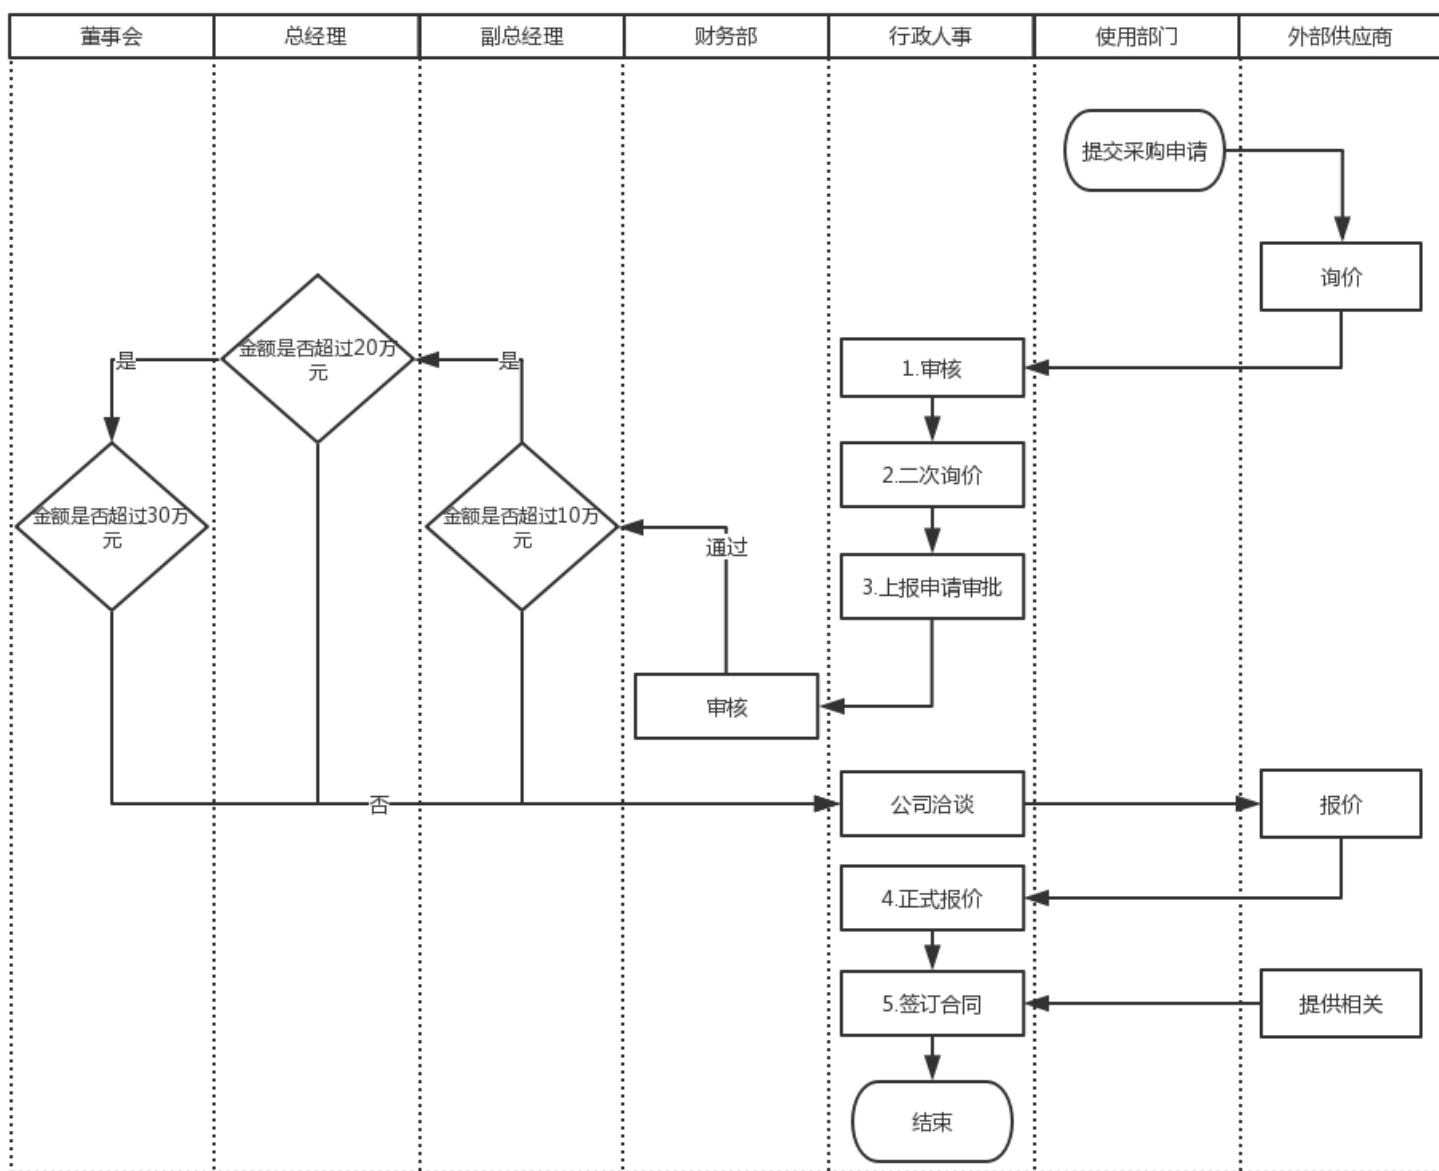 董事会
总经理
副总经理
财务部
行政人事
使用部门
外部供应商
提交采购申请
询价
金额是否超过20万
元
是
是
1.审核
2.二次询价
金额是否超过30万
元
金额是否超过10万
元
通过
3.上报申请审批
审核
否
公司洽谈
报价
4.正式报价
5.签订合同
提供相关
结束